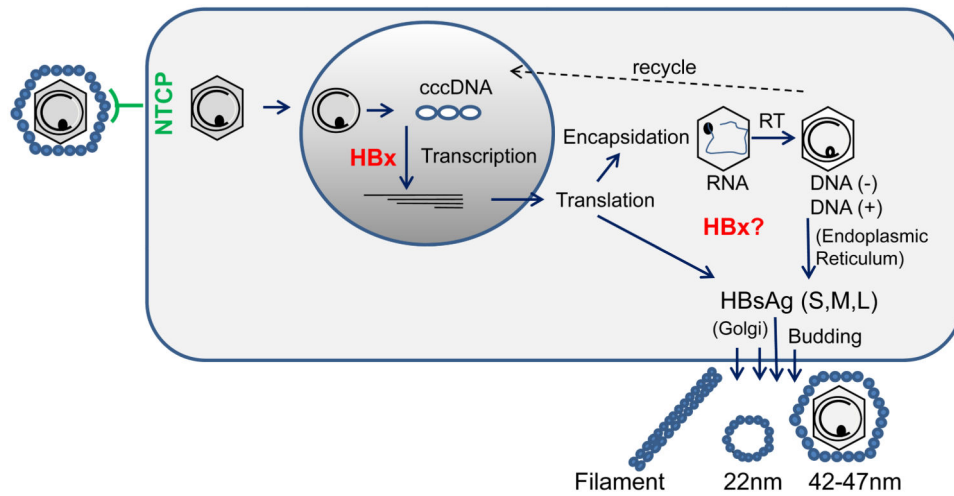 NTCP
cccDNA
HBx
Transcription
recycle
Encapsidation
Translation
RT
RNA
DNA (-)
DNA (+)
HBx?
(Endoplasmic
Reticulum)
HBsAg (S,M,L)
(Golgi)
Budding
Filament
22nm
42-47nm